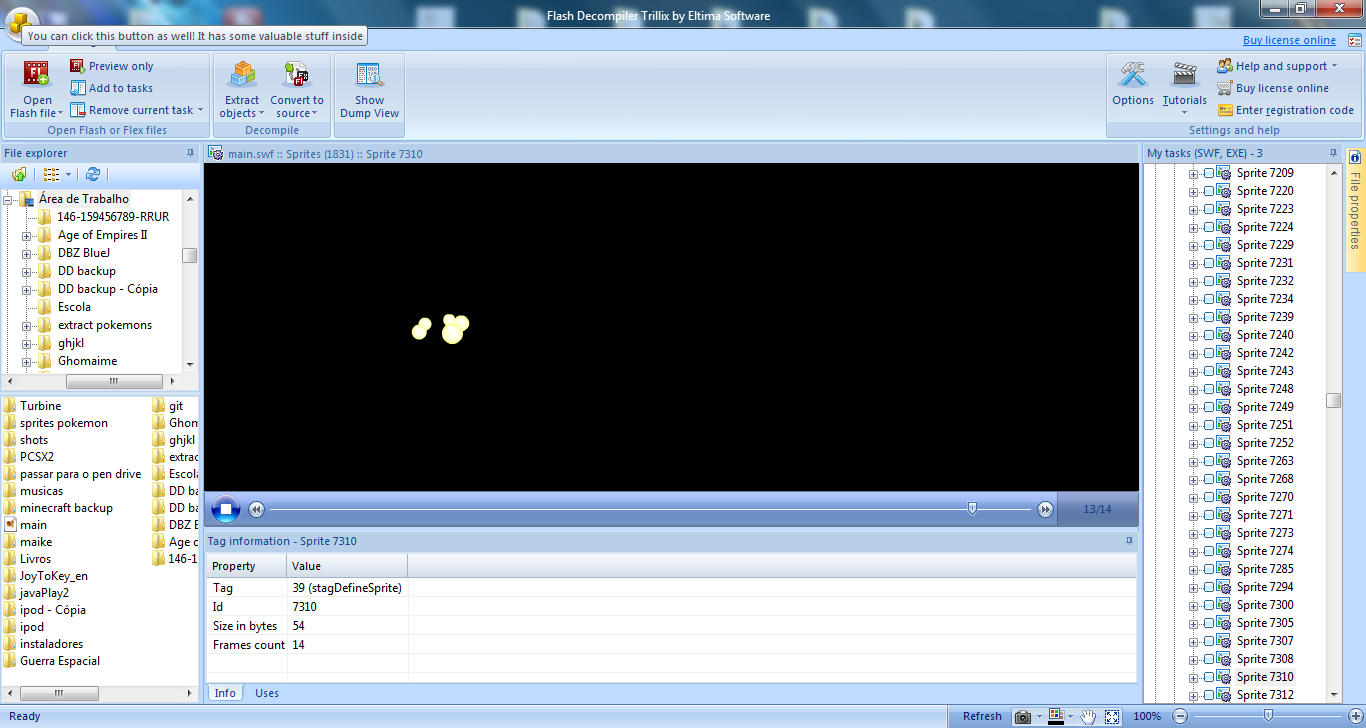 Flash Decompiler Trillix by Eltima Software
You can click this button as well! It has some valuable stuff inside
Buy license online
Open Flash file
Preview only
Add to tasks
Remove current task
Open Flash or Flex files
Extract objects
Convert to source
Decompile
Show Dump View
Options
Tutorials
Help and support
Buy license online
Enter registration code
Settings and help
File explorer
Área de Trabalho
146-159456789-RRUR
Age of Empires II
DBZ BlueJ
DD backup
DD backup - Cópia
Escola
extract pokemons
ghjkl
Ghomaime
Turbine
sprites pokemon
shots
PCSX2
passar para o pen drive
musicas
minecraft backup
main
maike
Livros
JoyToKey_en
javaPlay2
ipod - Cópia
ipod
instaladores
Guerra Espacial
git
Ghom
ghjkl
extrac
Escola
DD ba
DD ba
DBZ B
Age o
146-1
main.swf :: Sprites (1831) :: Sprite 7310
13/14
Tag information - Sprite 7310
Property Value
Tag 39 (stagDefineSprite)
Id 7310
Size in bytes 54
Frames count 14
Info Uses
My tasks (SWF, EXE) - 3
Sprite 7209
Sprite 7220
Sprite 7223
Sprite 7224
Sprite 7229
Sprite 7231
Sprite 7232
Sprite 7234
Sprite 7239
Sprite 7240
Sprite 7242
Sprite 7243
Sprite 7248
Sprite 7249
Sprite 7251
Sprite 7252
Sprite 7263
Sprite 7268
Sprite 7270
Sprite 7271
Sprite 7273
Sprite 7274
Sprite 7285
Sprite 7294
Sprite 7300
Sprite 7305
Sprite 7307
Sprite 7308
Sprite 7310
Sprite 7312
File properties
Ready
Refresh
100%